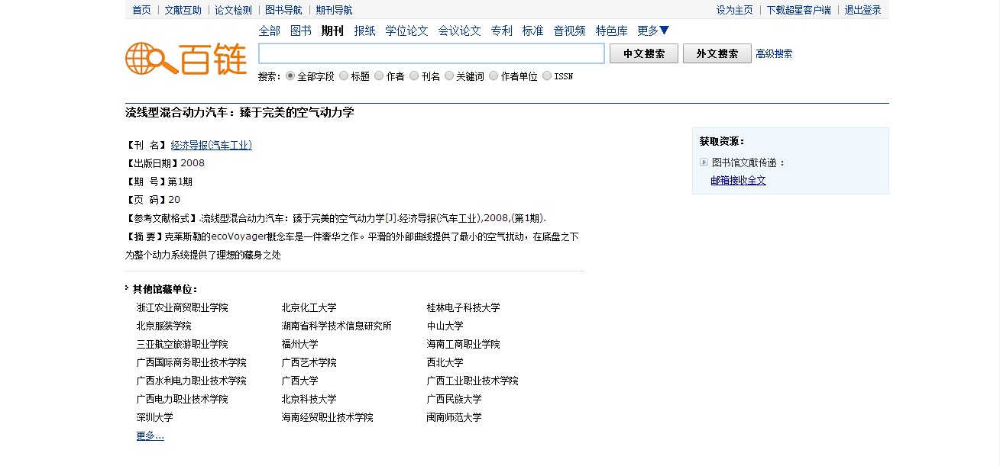 首页 | 文献互助 | 论文检测 | 图书导航 | 期刊导航 设为主页 | 下载超星客户端 | 退出登录
全部 图书 期刊 报纸 学位论文 会议论文 专利 标准 音视频 特色库 更多▼
百链 中文搜索 外文搜索 高级搜索
搜索: 全部字段 标题 作者 刊名 关键词 作者单位 ISSN
流线型混合动力汽车：臻于完美的空气动力学
获取资源：
【刊 名】 经济导报(汽车工业)
图书馆文献传递 ：
【出版日期】2008
邮箱接收全文
【期 号】第1期
【页 码】20
【参考文献格式】.流线型混合动力汽车：臻于完美的空气动力学[J].经济导报(汽车工业),2008,(第1期).
【摘 要】克莱斯勒的ecoVoyager概念车是一件奢华之作。平滑的外部曲线提供了最小的空气扰动，在底盘之下
为整个动力系统提供了理想的藏身之处
其他馆藏单位：
浙江农业商贸职业学院 北京化工大学 桂林电子科技大学
北京服装学院 湖南省科学技术信息研究所 中山大学
三亚航空旅游职业学院 福州大学 海南工商职业学院
广西国际商务职业技术学院 广西艺术学院 西北大学
广西水利电力职业技术学院 广西大学 广西工业职业技术学院
广西电力职业技术学院 北京科技大学 广西民族大学
深圳大学 海南经贸职业技术学院 闽南师范大学
更多...